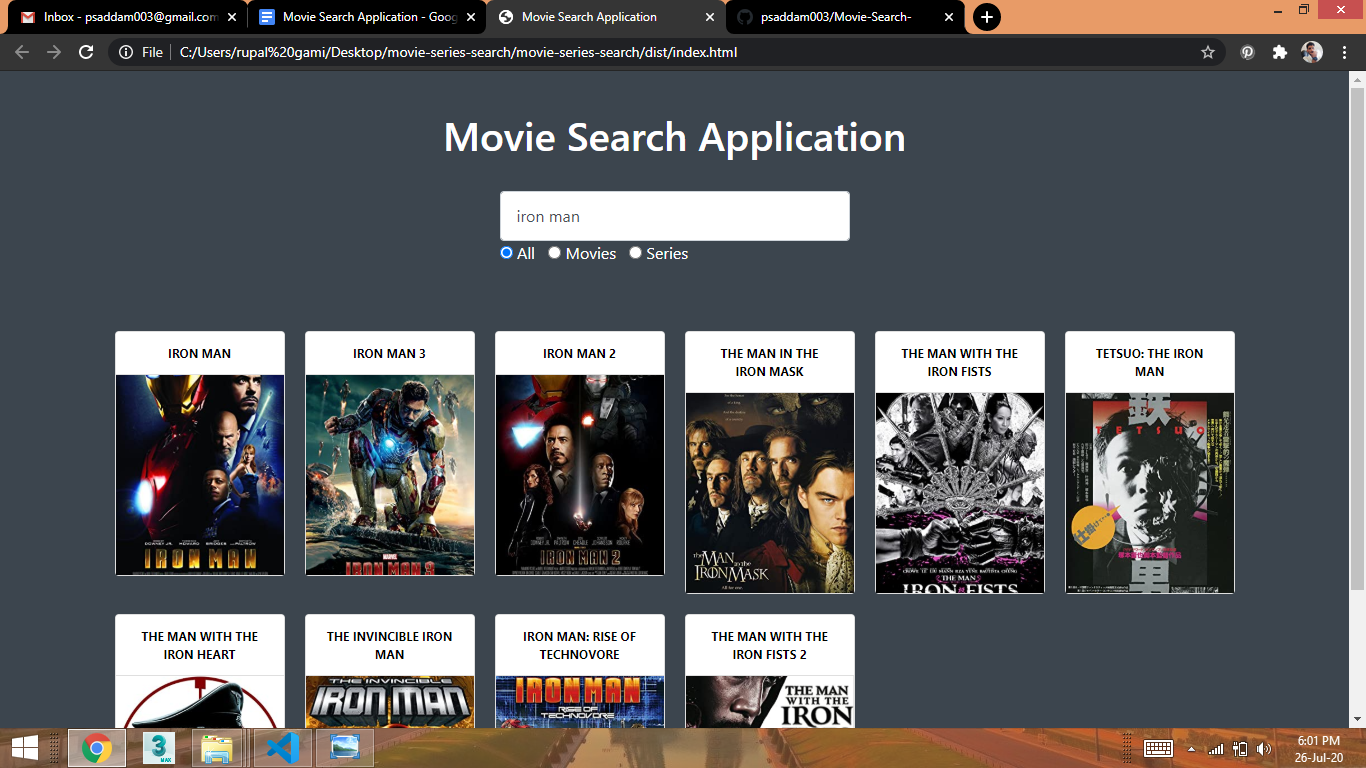 Inbox - psaddam003@gmail.com
Movie Search Application - Goog
Movie Search Application
psaddam003/Movie-Search-
File
C:/Users/rupal%20gami/Desktop/movie-series-search/movie-series-search/dist/index.html
Movie Search Application
iron man
All Movies Series
IRON MAN
IRON MAN 3
IRON MAN 2
THE MAN IN THE
IRON MASK
THE MAN WITH THE
IRON FISTS
TETSUO: THE IRON
MAN
IRON MAN
MARVEL
IRON MAN 3
IRON MAN 2
THE MAN in the
IRON MASK
THE MAN
IRON FISTS
鉄
TETSUO
男
THE MAN WITH THE
IRON HEART
THE INVINCIBLE IRON
MAN
IRON MAN: RISE OF
TECHNOVORE
THE MAN WITH THE
IRON FISTS 2
THE INVINCIBLE
IRON MAN
IRON MAN
RISE OF
TECHNOVORE
THE MAN
WITH THE
IRON
3
MAX
6:01 PM
26-Jul-20